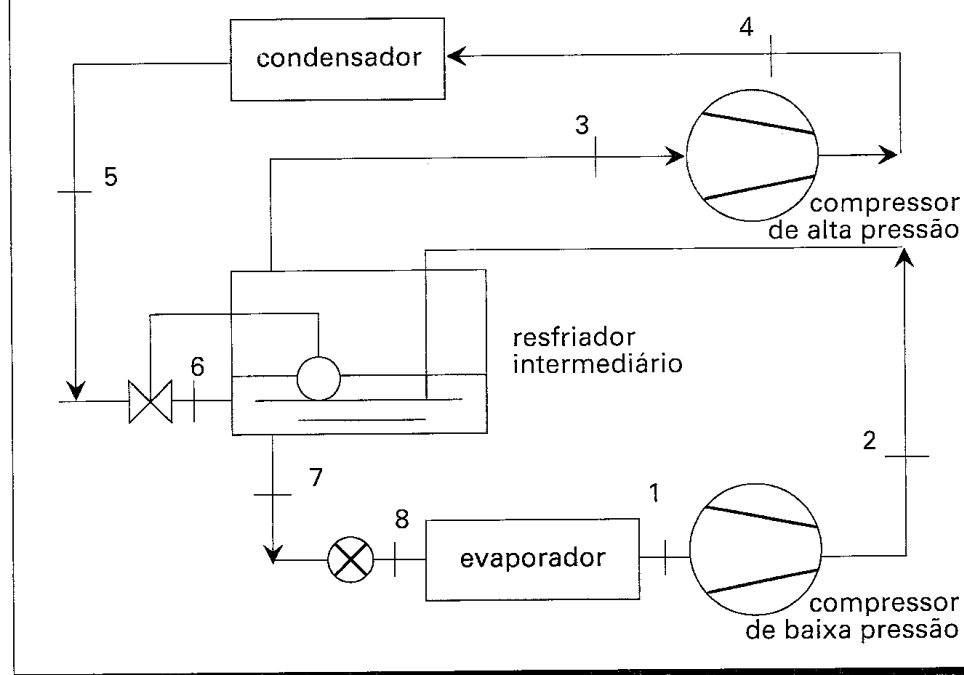 4
condensador
3
5
compressor
de alta pressão
resfriador
intermediário
6
2
7
1
8
evaporador
compressor
de baixa pressão